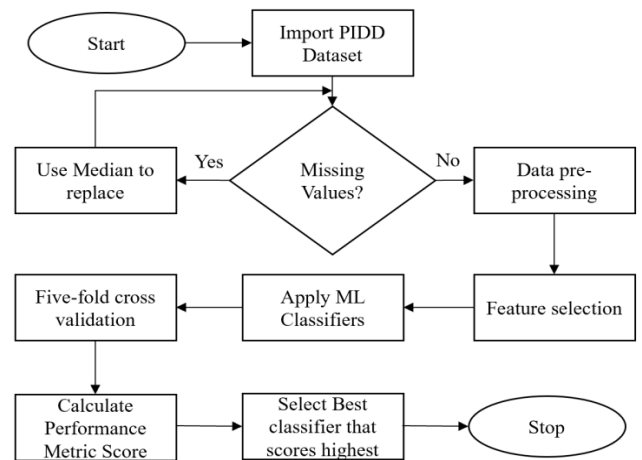 Start
Import PIDD
Dataset
Use Median to
replace
Yes
Missing
Values?
No
Data pre-
processing
Five-fold cross
validation
Apply ML
Classifiers
Feature selection
Calculate
Performance
Metric Score
Select Best
classifier that
scores highest
Stop